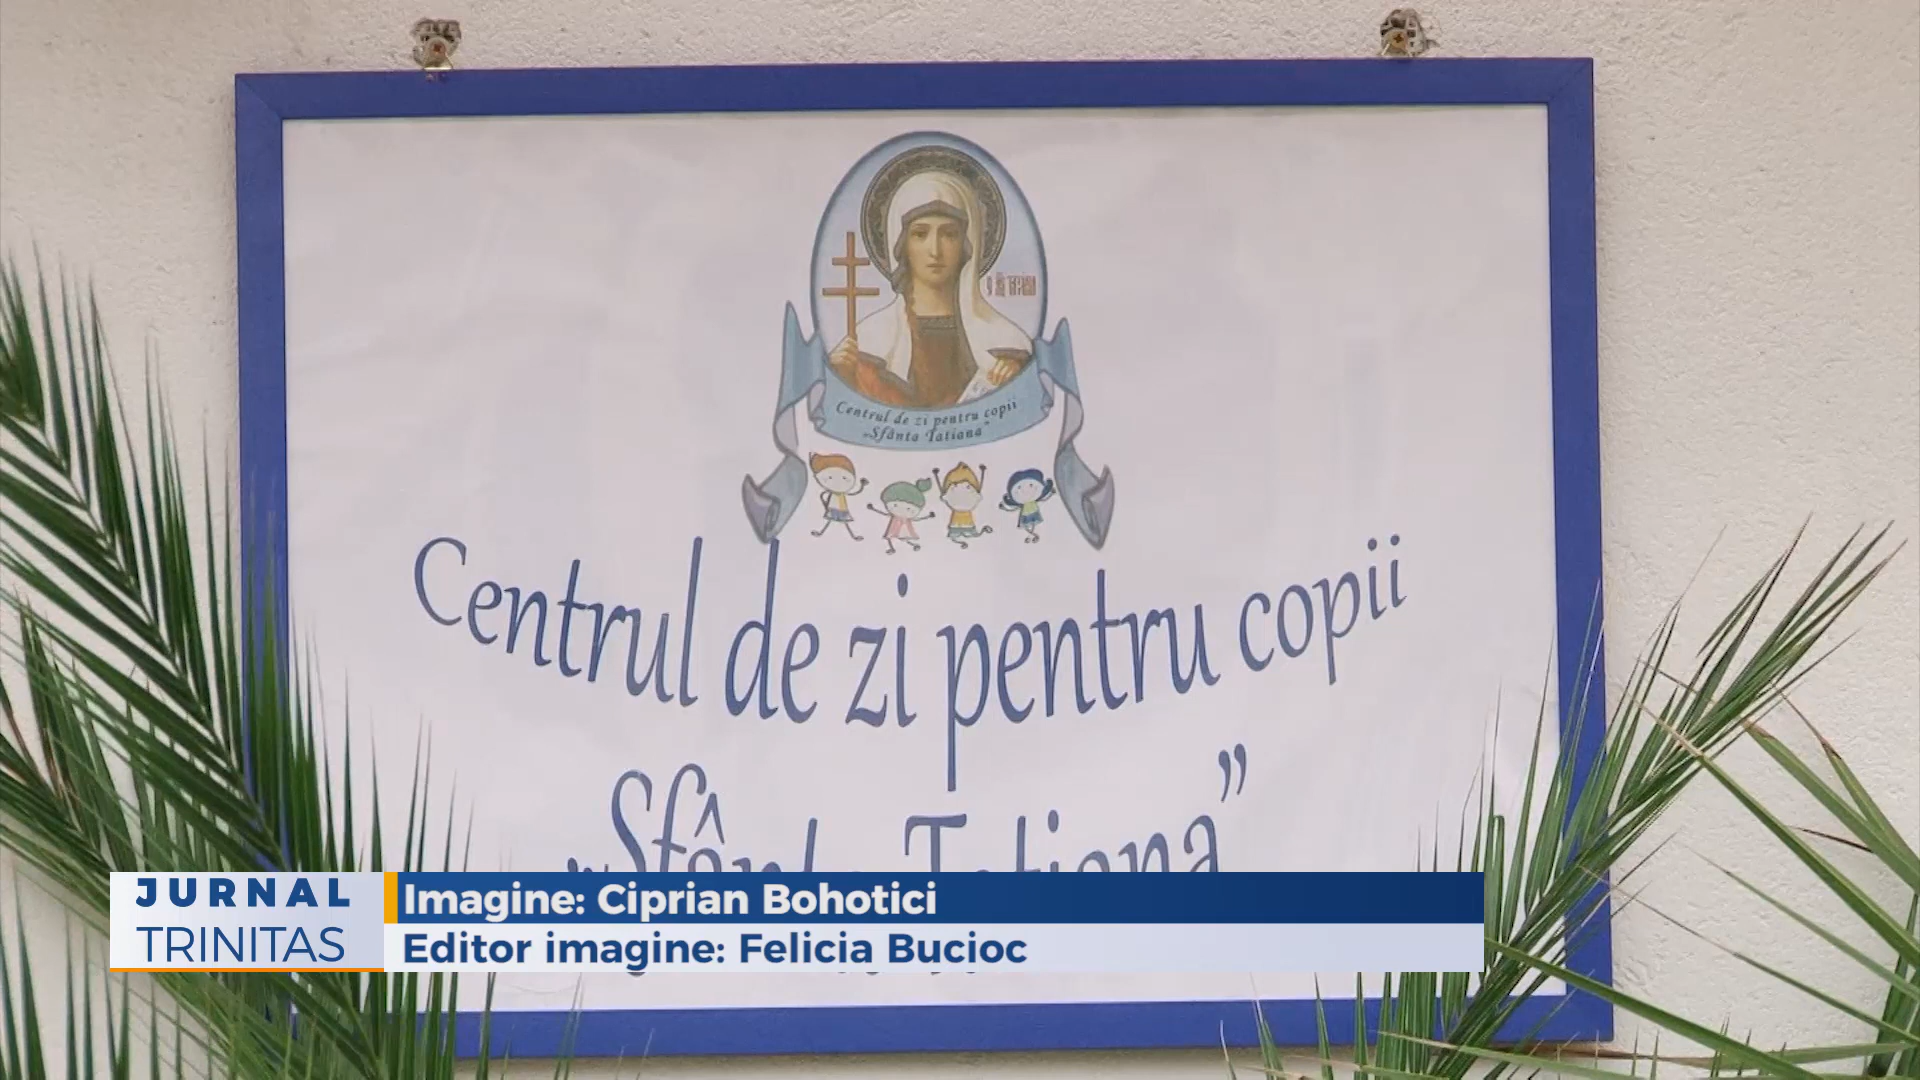 Centrul de zi pentru copii
„Sfânta Tatiana”
Centrul de zi pentru copii
„Sfânta Tatiana”
JURNAL
TRINITAS
Imagine: Ciprian Bohotici
Editor imagine: Felicia Bucioc